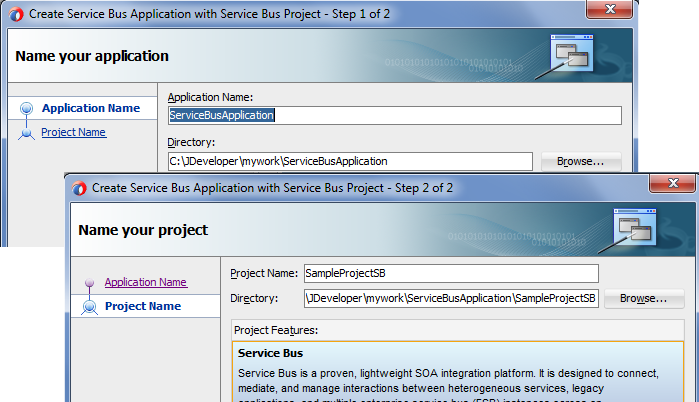 Create Service Bus Application with Service Bus Project - Step 1 of 2
Name your application
010101010101010101
0101010101
Application Name
Project Name
Application Name:
ServiceBusApplication
Directory:
C:\JDeveloper\mywork\ServiceBusApplication
Browse...
Create Service Bus Application with Service Bus Project - Step 2 of 2
Name your project
Application Name
Project Name
Project Name:
SampleProjectSB
Directory:
\JDeveloper\mywork\ServiceBusApplication\SampleProjectSB
Browse...
Project Features:
Service Bus
Service Bus is a proven, lightweight SOA integration platform. It is designed to connect,
mediate, and manage interactions between heterogeneous services, legacy